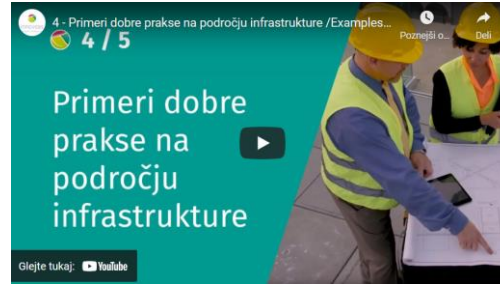 4 - Primeri dobre prakse na področju infrastrukture /Examples...
Poznejši o...
Deli
4 / 5
Primeri dobre
prakse na
področju
infrastrukture
Glejte tukaj: YouTube